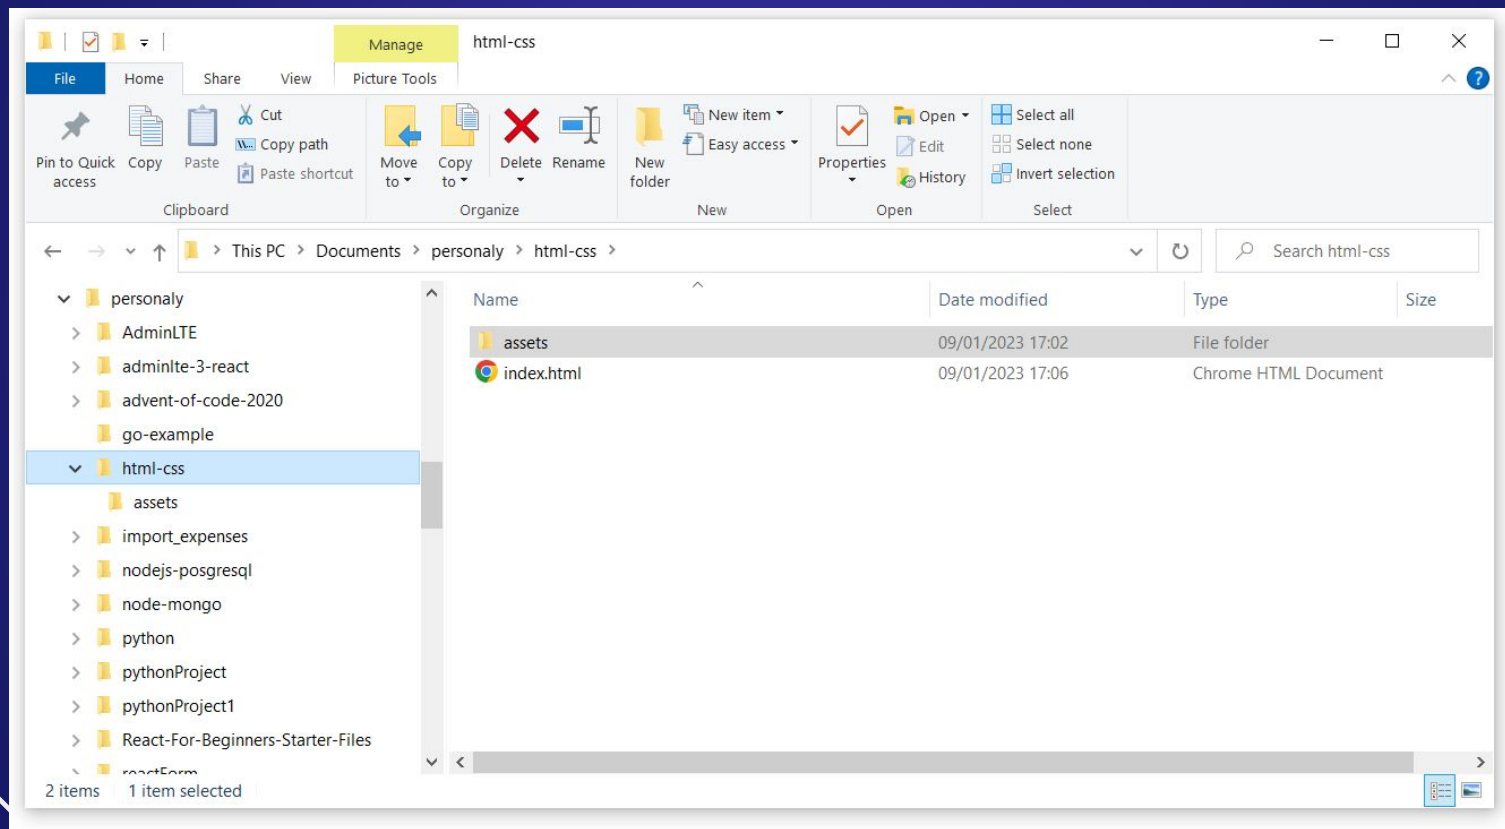 Manage html-css
File Home Share View Picture Tools
Pin to Quick access
Copy
Paste
Cut
Copy path
Paste shortcut
Clipboard
Move to
Copy to
Delete
Rename
Organize
New folder
New item
Easy access
New
Properties
Open
Edit
History
Open
Select all
Select none
Invert selection
Select
This PC > Documents > personaly > html-css >
Search html-css
personaly
AdminLTE
adminlte-3-react
advent-of-code-2020
go-example
html-css
assets
import_expenses
nodejs-posgresql
node-mongo
python
pythonProject
pythonProject1
React-For-Beginners-Starter-Files
reactForm
Name Date modified Type Size
assets 09/01/2023 17:02 File folder
index.html 09/01/2023 17:06 Chrome HTML Document
2 items 1 item selected